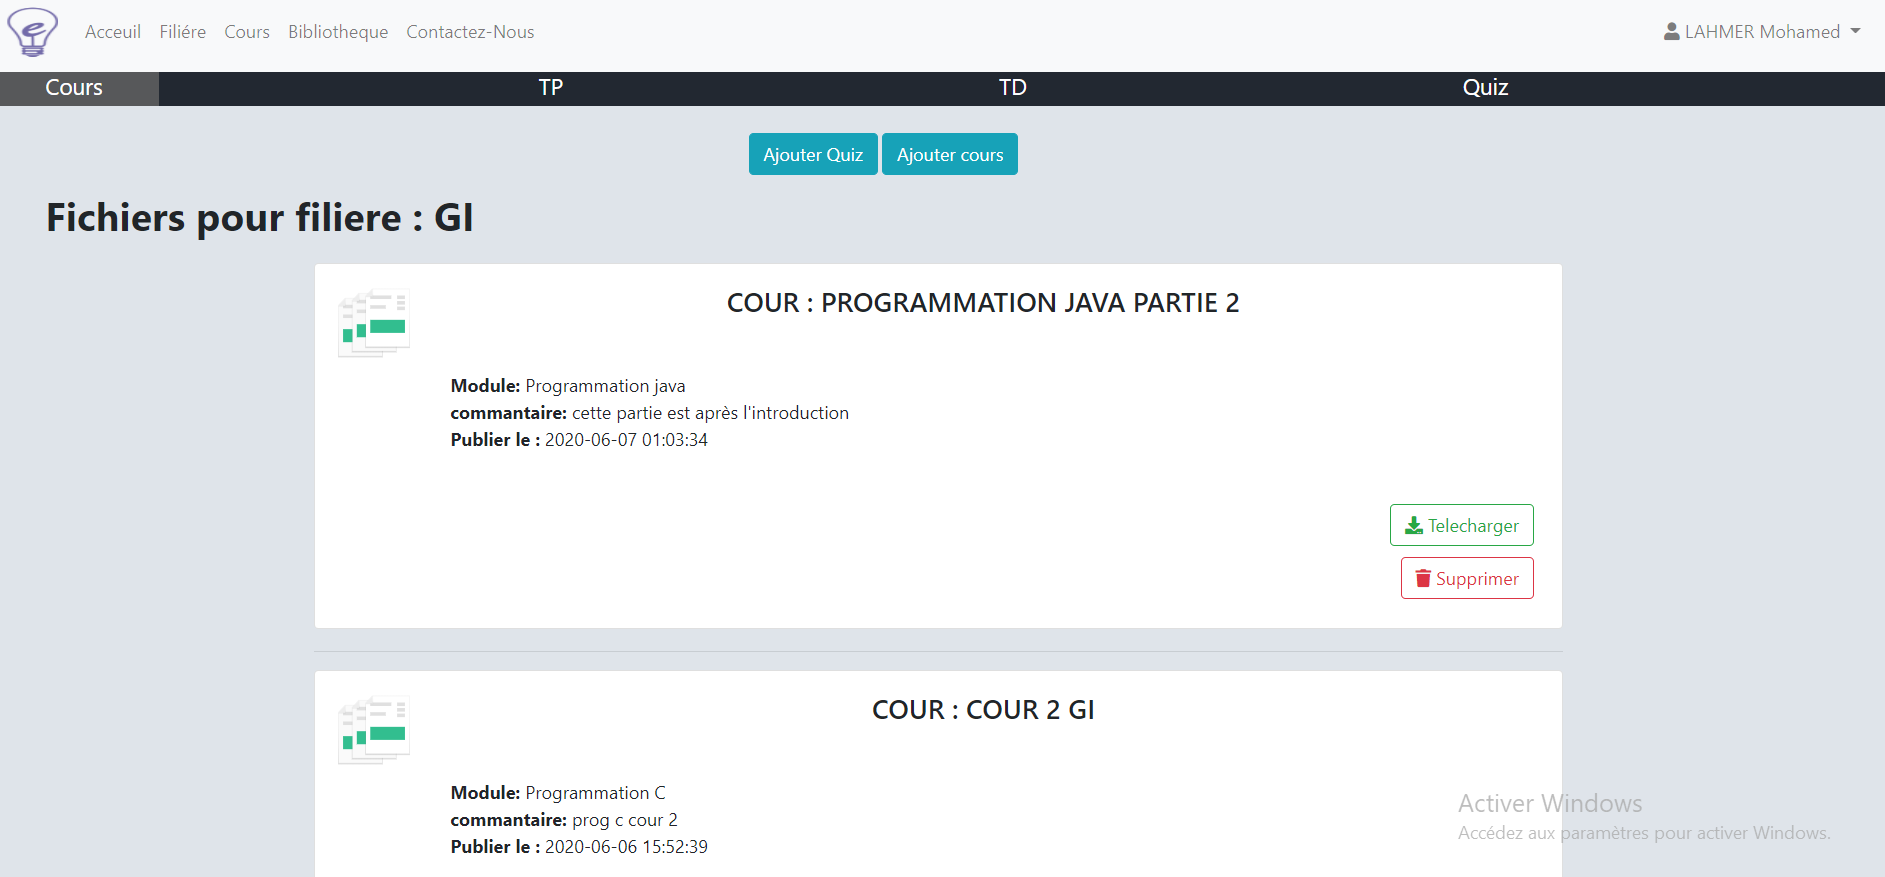 Acceuil Filiére Cours Bibliotheque Contactez-Nous LAHMER Mohamed
Cours TP TD Quiz
Ajouter Quiz Ajouter cours
Fichiers pour filiere : GI
COUR : PROGRAMMATION JAVA PARTIE 2
Module: Programmation java
commantaire: cette partie est après l'introduction
Publier le : 2020-06-07 01:03:34
Telecharger
Supprimer
COUR : COUR 2 GI
Module: Programmation C
commantaire: prog c cour 2
Publier le : 2020-06-06 15:52:39
Activer Windows
Accédez aux paramètres pour activer Windows.